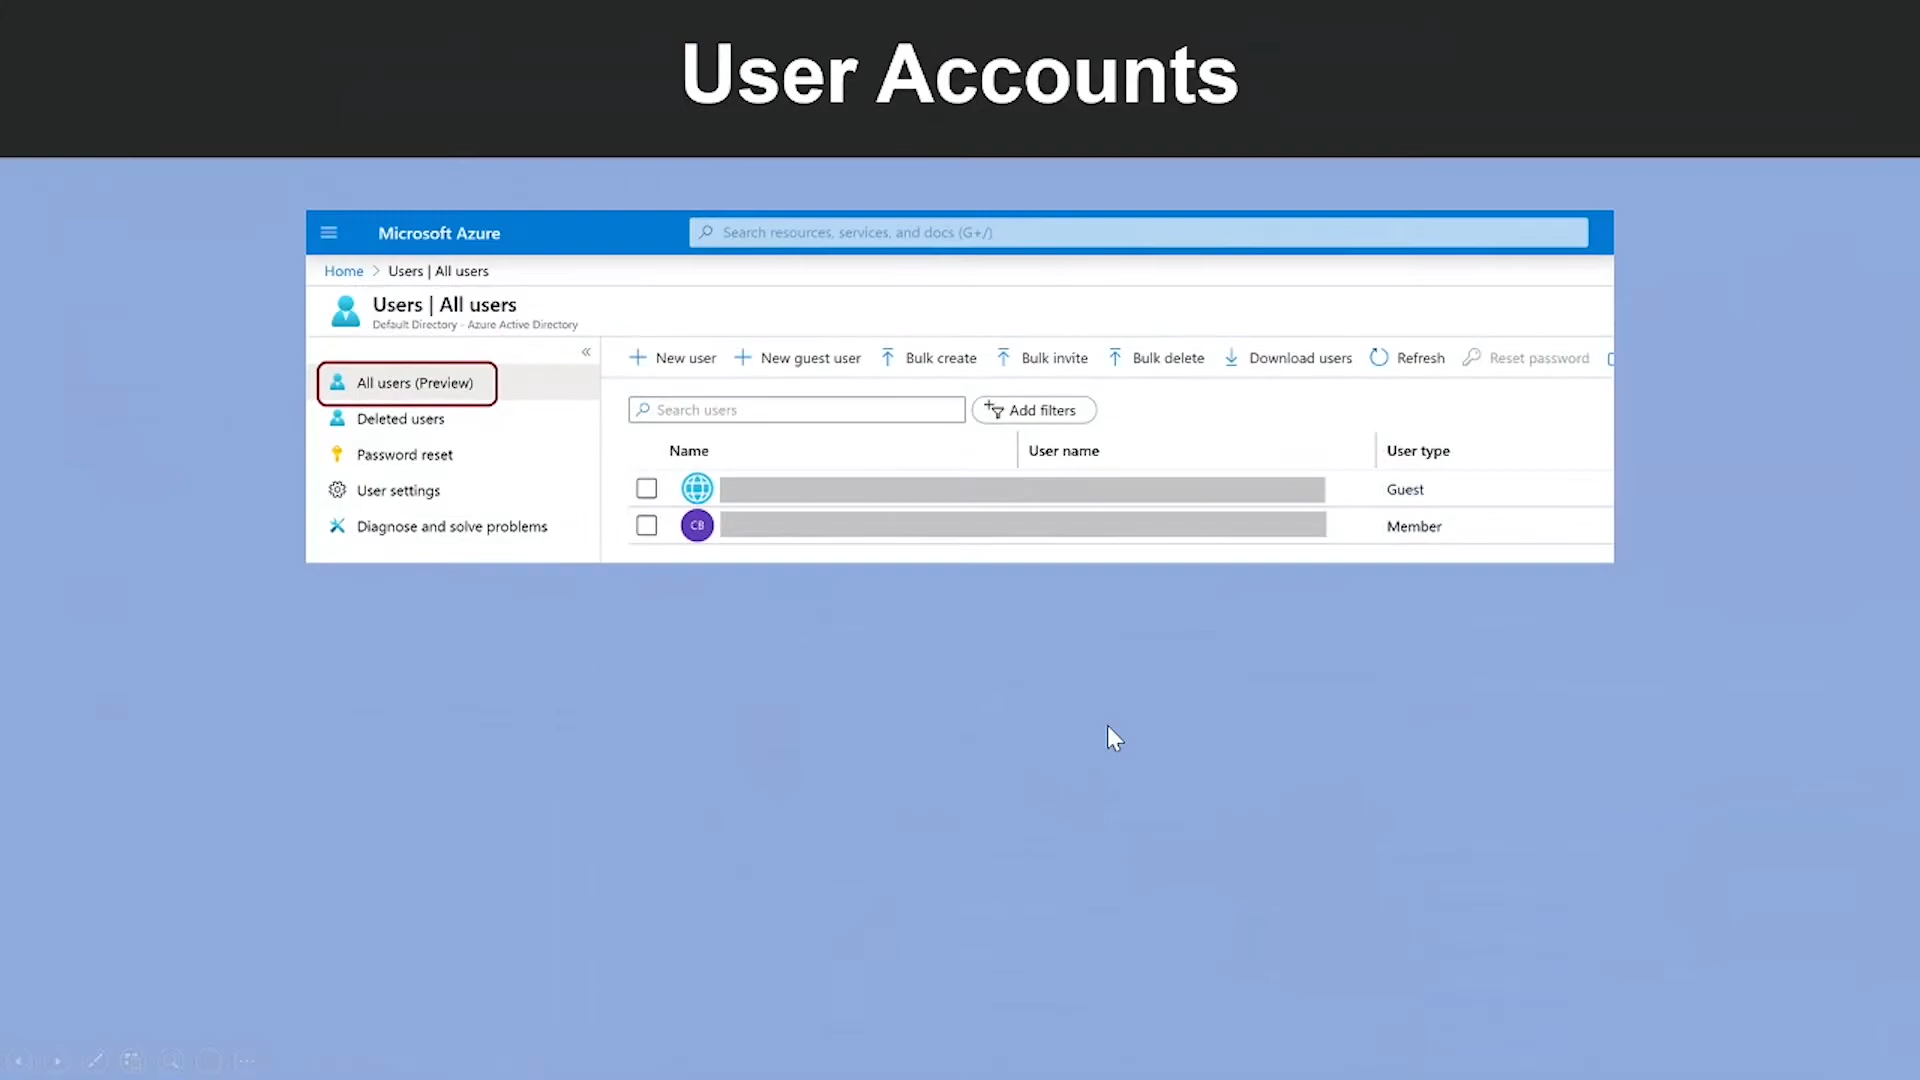 User Accounts
Microsoft Azure
Search resources, services, and docs (G+/)
Home > Users | All users
Users | All users
Default Directory - Azure Active Directory
«
All users (Preview)
Deleted users
Password reset
User settings
Diagnose and solve problems
New user
New guest user
Bulk create
Bulk invite
Bulk delete
Download users
Refresh
Reset password
Search users
Add filters
Name
User name
User type
Guest
CB
Member